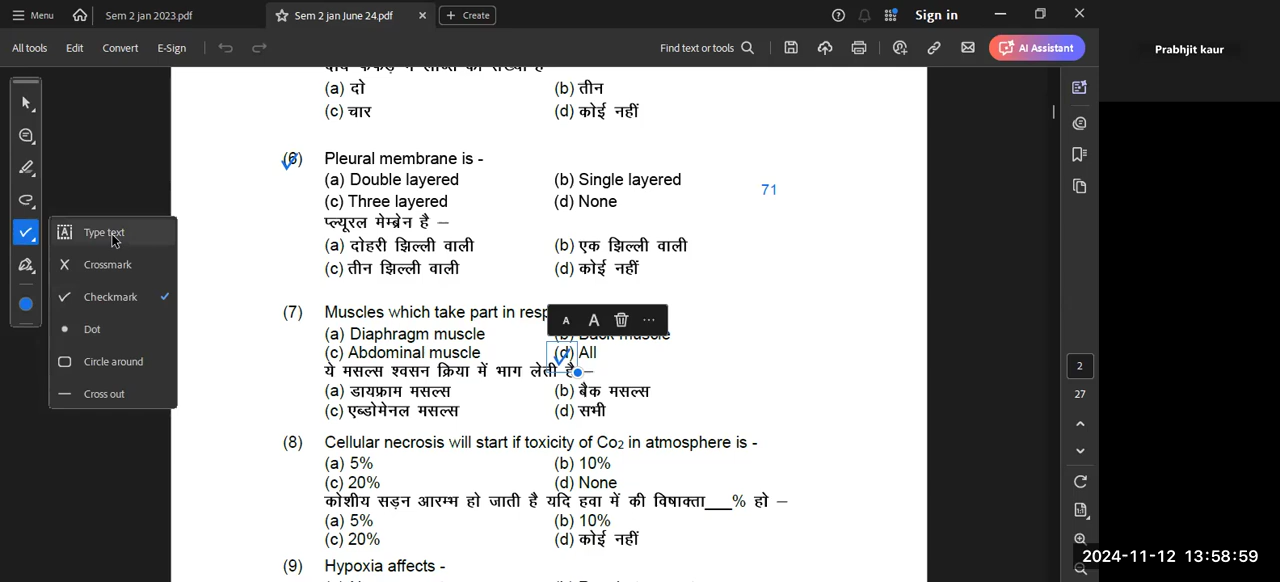 Menu Sem 2 jan 2023.pdf Sem 2 jan June 24.pdf Create Sign in
All tools Edit Convert E-Sign Find text or tools AI Assistant
Prabhjit kaur
(a) दो (b) तीन
(c) चार (d) कोई नहीं
(6) Pleural membrane is -
(a) Double layered (b) Single layered
71
(c) Three layered (d) None
प्ल्यूरल मेम्ब्रेन है –
(a) दोहरी झिल्ली वाली (b) एक झिल्ली वाली
(c) तीन झिल्ली वाली (d) कोई नहीं
Type text
Crossmark
Checkmark
Dot
Circle around
Cross out
(7) Muscles which take part in resp
A A
(a) Diaphragm muscle (b) Back muscle
(c) Abdominal muscle (d) All
ये मसल्स श्वसन क्रिया में भाग लेती है –
(a) डायफ्राम मसल्स (b) बैक मसल्स
(c) एब्डोमेनल मसल्स (d) सभी
(8) Cellular necrosis will start if toxicity of Co2 in atmosphere is -
(a) 5% (b) 10%
(c) 20% (d) None
कोशीय सड़न आरम्भ हो जाती है यदि हवा में की विषाक्ता___% हो –
(a) 5% (b) 10%
(c) 20% (d) कोई नहीं
(9) Hypoxia affects -
2
27
2024-11-12 13:58:59